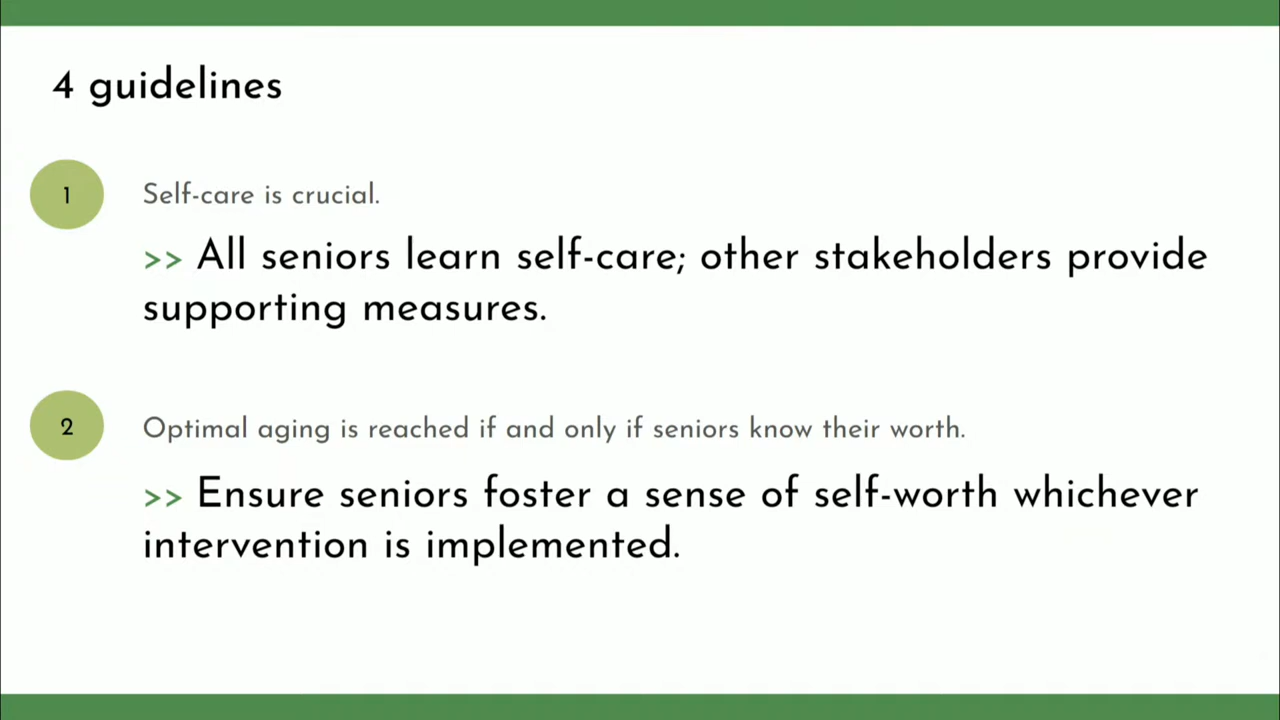 4 guidelines
1
Self-care is crucial.
>> All seniors learn self-care; other stakeholders provide
supporting measures.
2
Optimal aging is reached if and only if seniors know their worth.
>> Ensure seniors foster a sense of self-worth whichever
intervention is implemented.